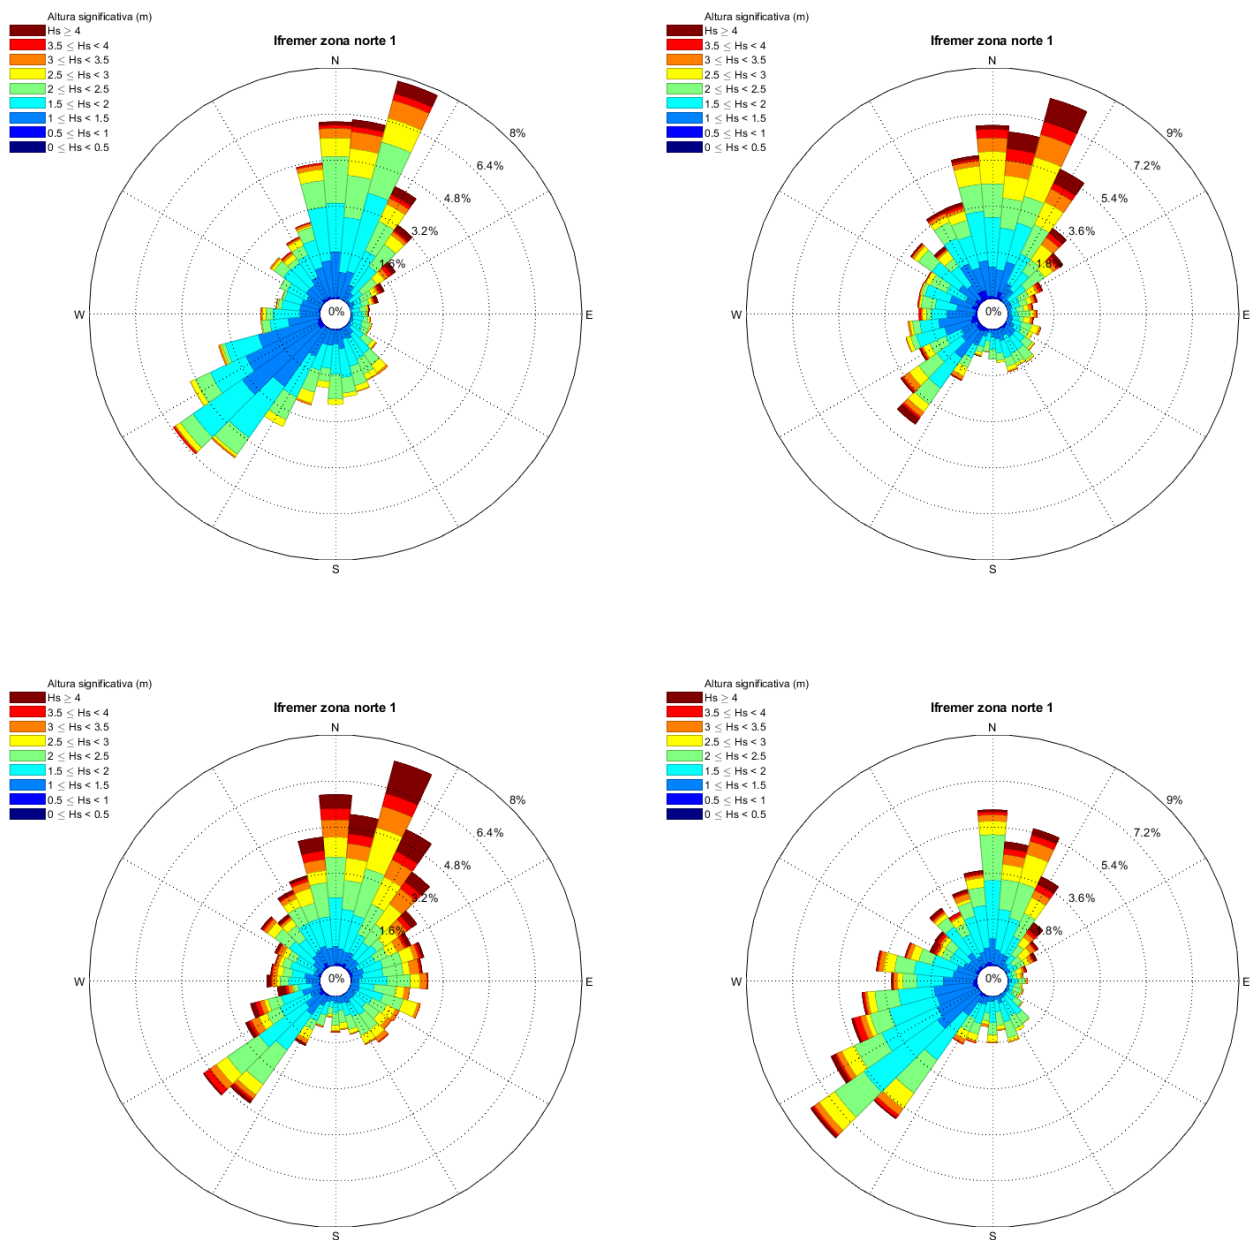 Altura significativa (m)
Hs ≥ 4
3.5 ≤ Hs < 4
3 ≤ Hs < 3.5
2.5 ≤ Hs < 3
2 ≤ Hs < 2.5
1.5 ≤ Hs < 2
1 ≤ Hs < 1.5
0.5 ≤ Hs < 1
0 ≤ Hs < 0.5
Ifremer zona norte 1
N
8%
6.4%
4.8%
3.2%
1.6%
0%
W
E
S
Altura significativa (m)
Hs ≥ 4
3.5 ≤ Hs < 4
3 ≤ Hs < 3.5
2.5 ≤ Hs < 3
2 ≤ Hs < 2.5
1.5 ≤ Hs < 2
1 ≤ Hs < 1.5
0.5 ≤ Hs < 1
0 ≤ Hs < 0.5
Ifremer zona norte 1
N
9%
7.2%
5.4%
3.6%
1.8%
0%
W
E
S
Altura significativa (m)
Hs ≥ 4
3.5 ≤ Hs < 4
3 ≤ Hs < 3.5
2.5 ≤ Hs < 3
2 ≤ Hs < 2.5
1.5 ≤ Hs < 2
1 ≤ Hs < 1.5
0.5 ≤ Hs < 1
0 ≤ Hs < 0.5
Ifremer zona norte 1
N
8%
6.4%
4.8%
3.2%
1.6%
0%
W
E
S
Altura significativa (m)
Hs ≥ 4
3.5 ≤ Hs < 4
3 ≤ Hs < 3.5
2.5 ≤ Hs < 3
2 ≤ Hs < 2.5
1.5 ≤ Hs < 2
1 ≤ Hs < 1.5
0.5 ≤ Hs < 1
0 ≤ Hs < 0.5
Ifremer zona norte 1
N
9%
7.2%
5.4%
3.6%
1.8%
0%
W
E
S